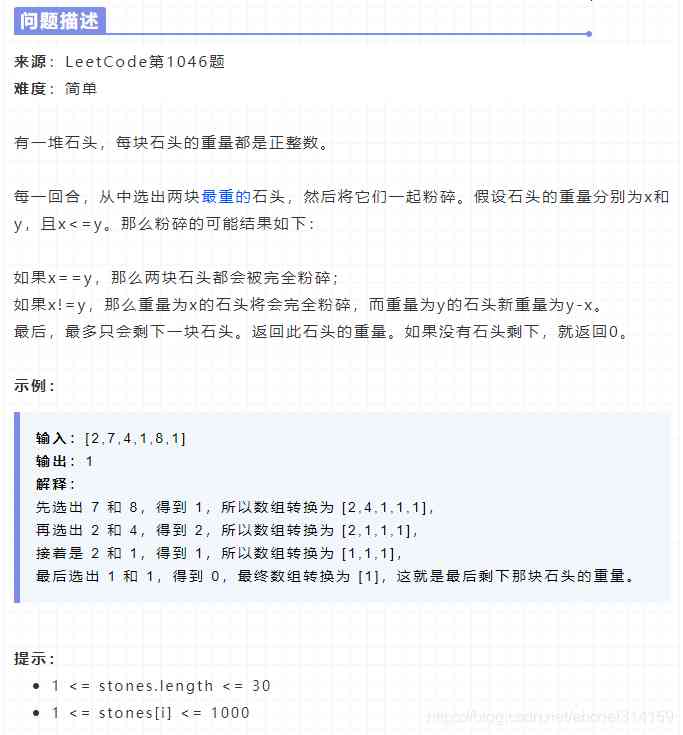 问题描述
来源：LeetCode第1046题
难度：简单
有一堆石头，每块石头的重量都是正整数。
每一回合，从中选出两块最重的石头，然后将它们一起粉碎。假设石头的重量分别为x和
y，且x<=y。那么粉碎的可能结果如下：
如果x==y，那么两块石头都会被完全粉碎；
如果x!=y，那么重量为x的石头将会完全粉碎，而重量为y的石头新重量为y-x。
最后，最多只会剩下一块石头。返回此石头的重量。如果没有石头剩下，就返回0。
示例：
输入：[2,7,4,1,8,1]
输出：1
解释：
先选出 7 和 8，得到 1，所以数组转换为 [2,4,1,1,1]，
再选出 2 和 4，得到 2，所以数组转换为 [2,1,1,1]，
接着是 2 和 1，得到 1，所以数组转换为 [1,1,1]，
最后选出 1 和 1，得到 0，最终数组转换为 [1]，这就是最后剩下那块石头的重量。
提示：
• 1 <= stones.length <= 30
• 1 <= stones[i] <= 1000